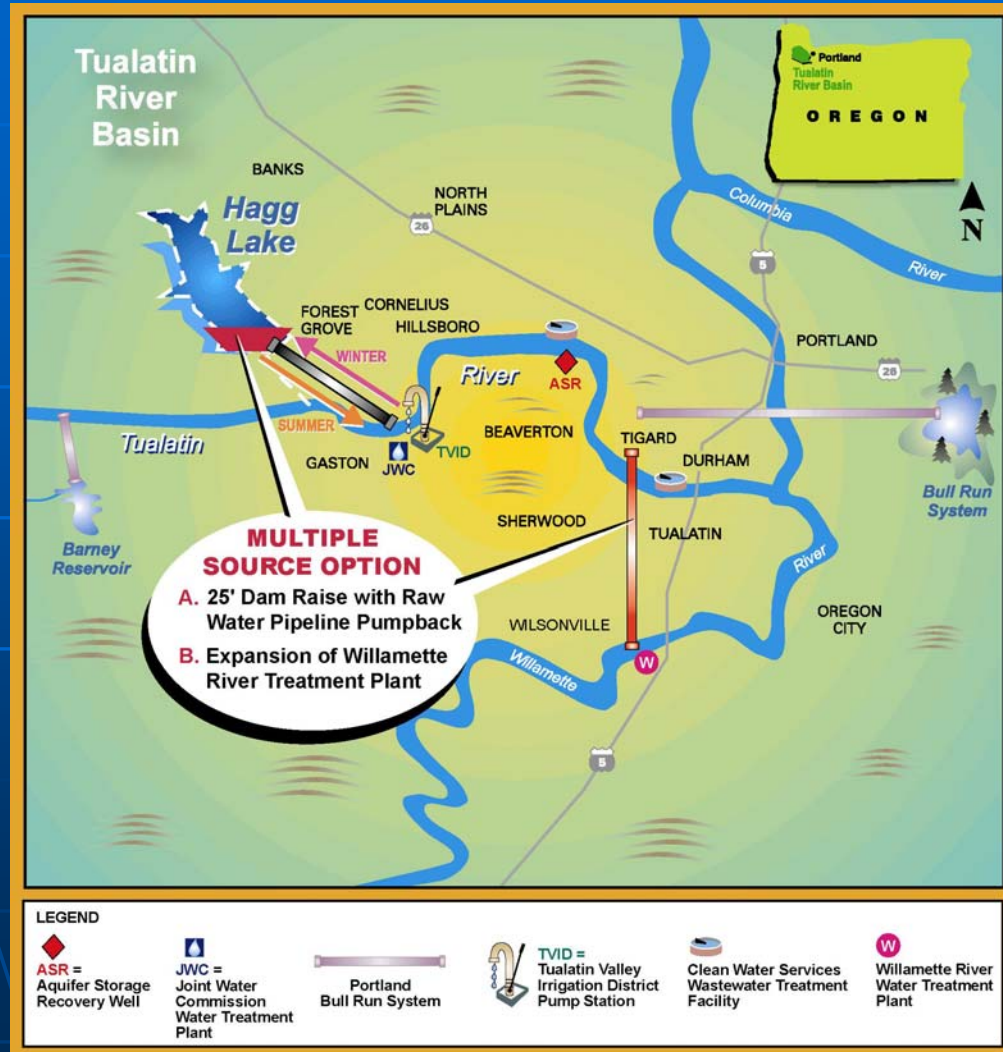 Tualatin
River
Basin
Portland
Tualatin
River Basin
OREGON
N
BANKS
NORTH
PLAINS
26
Hagg
Lake
Columbia
River
5
FOREST
GROVE
CORNELIUS
HILLSBORO
PORTLAND
WINTER
River
ASR
26
SUMMER
Tualatin
BEAVERTON
TIGARD
JWC
TVID
GASTON
DURHAM
Bull Run
System
SHERWOOD
TUALATIN
Barney
Reservoir
MULTIPLE
SOURCE OPTION
A. 25' Dam Raise with Raw
Water Pipeline Pumpback
B. Expansion of Willamette
River Treatment Plant
River
WILSONVILLE
OREGON
CITY
Willamette
W
5
LEGEND
ASR =
Aquifer Storage
Recovery Well
JWC =
Joint Water
Commission
Water Treatment
Plant
Portland
Bull Run System
TVID =
Tualatin Valley
Irrigation District
Pump Station
Clean Water Services
Wastewater Treatment
Facility
W
Willamette River
Water Treatment
Plant